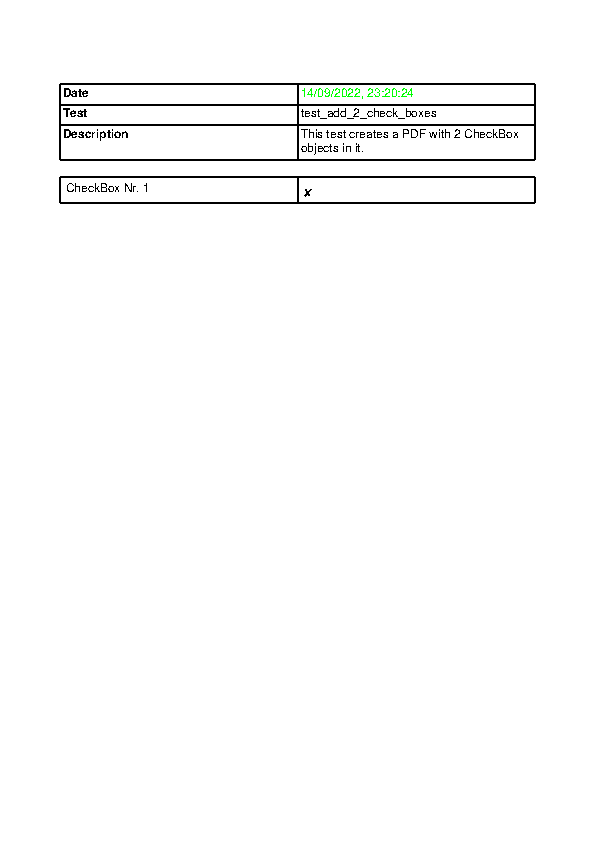 Date 14/09/2022, 23:20:24
Test test_add_2_check_boxes
Description This test creates a PDF with 2 CheckBox
objects in it.
CheckBox Nr. 1 ✘